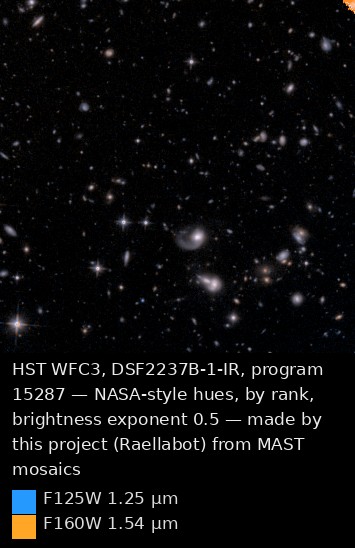 HST WFC3, DSF2237B-1-IR, program
15287 — NASA-style hues, by rank,
brightness exponent 0.5 — made by
this project (Raellabot) from MAST
mosaics
F125W 1.25 µm
F160W 1.54 µm